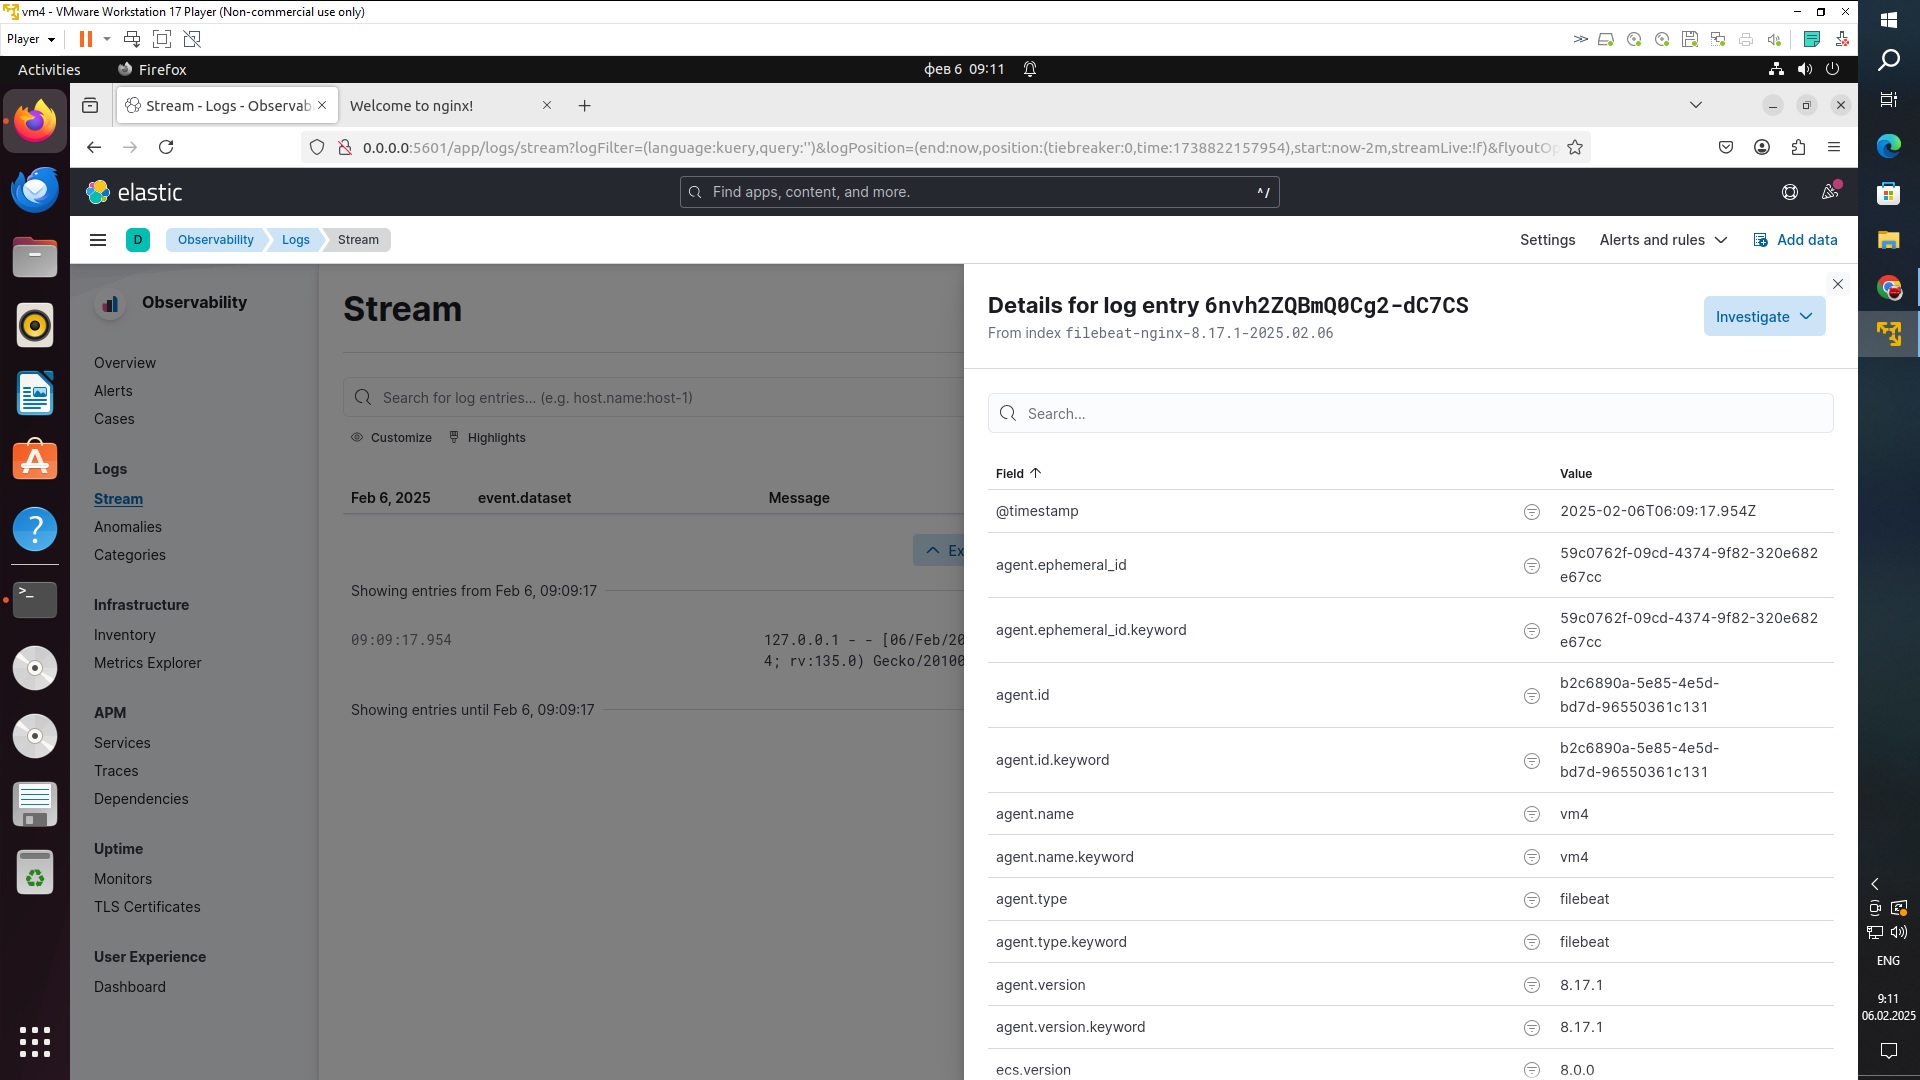 vm4 - VMware Workstation 17 Player (Non-commercial use only)
Player
Activities
Firefox
фев 6 09:11
Stream - Logs - Observab
Welcome to nginx!
0.0.0.0:5601/app/logs/stream?logFilter=(language:kuery,query:'')&logPosition=(end:now,position:(tiebreaker:0,time:1738822157954),start:now-2m,streamLive:!f)&flyoutOp
elastic
Find apps, content, and more.
^/
D
Observability
Logs
Stream
Settings
Alerts and rules
Add data
Observability
Overview
Alerts
Cases
Logs
Stream
Anomalies
Categories
Infrastructure
Inventory
Metrics Explorer
APM
Services
Traces
Dependencies
Uptime
Monitors
TLS Certificates
User Experience
Dashboard
Stream
Search for log entries... (e.g. host.name:host-1)
Customize
Highlights
Feb 6, 2025
event.dataset
Message
Ex
Showing entries from Feb 6, 09:09:17
09:09:17.954
127.0.0.1 - - [06/Feb/20
4; rv:135.0) Gecko/20100
Showing entries until Feb 6, 09:09:17
Details for log entry 6nvh2ZQBmQ0Cg2-dC7CS
From index filebeat-nginx-8.17.1-2025.02.06
Investigate
Search...
Field
Value
@timestamp
2025-02-06T06:09:17.954Z
agent.ephemeral_id
59c0762f-09cd-4374-9f82-320e682
e67cc
agent.ephemeral_id.keyword
59c0762f-09cd-4374-9f82-320e682
e67cc
agent.id
b2c6890a-5e85-4e5d-
bd7d-96550361c131
agent.id.keyword
b2c6890a-5e85-4e5d-
bd7d-96550361c131
agent.name
vm4
agent.name.keyword
vm4
agent.type
filebeat
agent.type.keyword
filebeat
agent.version
8.17.1
agent.version.keyword
8.17.1
ecs.version
8.0.0
ENG
9:11
06.02.2025